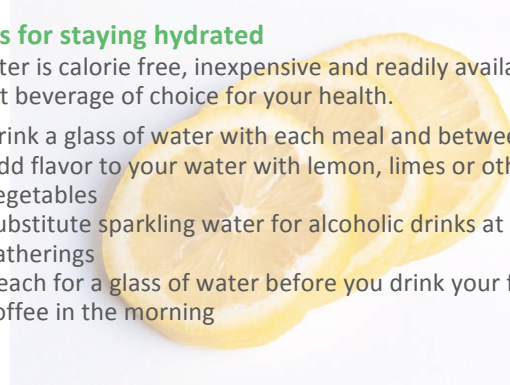 s for staying hydrated
ter is calorie free, inexpensive and readily availa
t beverage of choice for your health.
rink a glass of water with each meal and betwee
dd flavor to your water with lemon, limes or oth
egetables
ubstitute sparkling water for alcoholic drinks at
atherings
each for a glass of water before you drink your f
offee in the morning